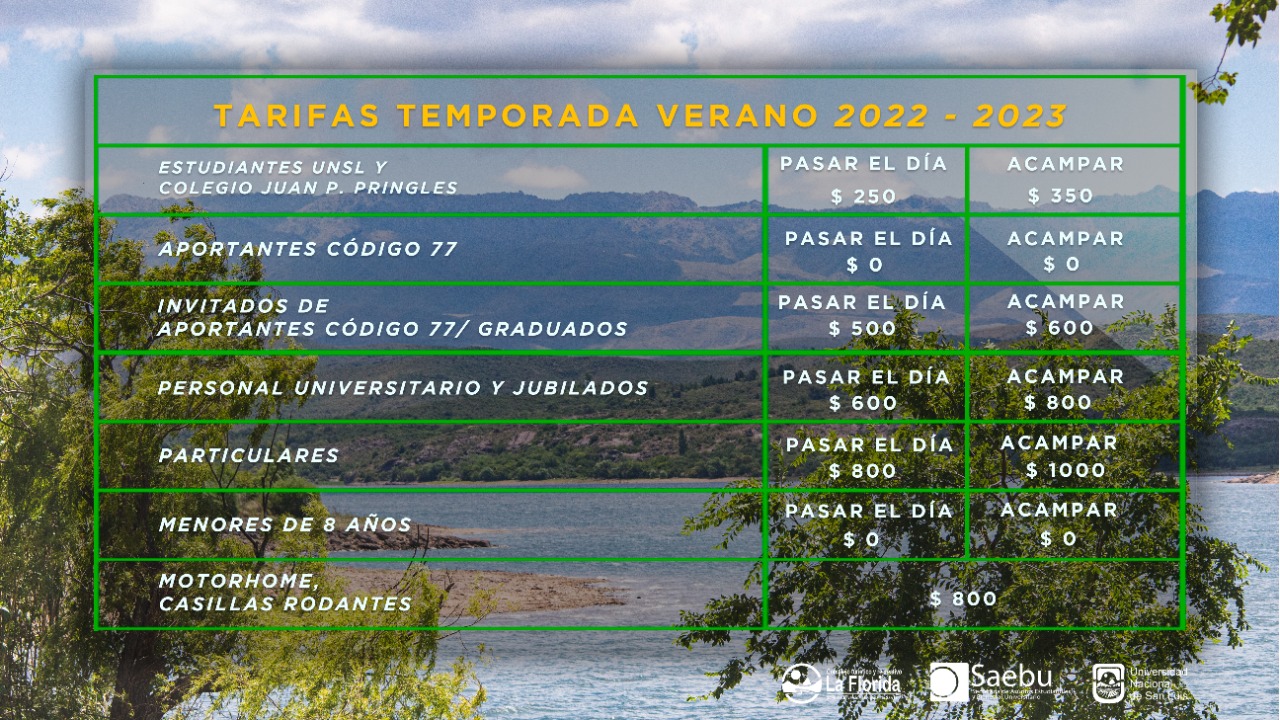 TARIFAS TEMPORADA VERANO 2022 - 2023
ESTUDIANTES UNSL Y
COLEGIO JUAN P. PRINGLES
PASAR EL DÍA
$ 250
ACAMPAR
$ 350
APORTANTES CÓDIGO 77
PASAR EL DÍA
$ 0
ACAMPAR
$ 0
INVITADOS DE
APORTANTES CÓDIGO 77/ GRADUADOS
PASAR EL DÍA
$ 500
ACAMPAR
$ 600
PERSONAL UNIVERSITARIO Y JUBILADOS
PASAR EL DÍA
$ 600
ACAMPAR
$ 800
PARTICULARES
PASAR EL DÍA
$ 800
ACAMPAR
$ 1000
MENORES DE 8 AÑOS
PASAR EL DÍA
$ 0
ACAMPAR
$ 0
MOTORHOME,
CASILLAS RODANTES
$ 800
La Florida
Saebu
Universidad
Nacional
de San Luis